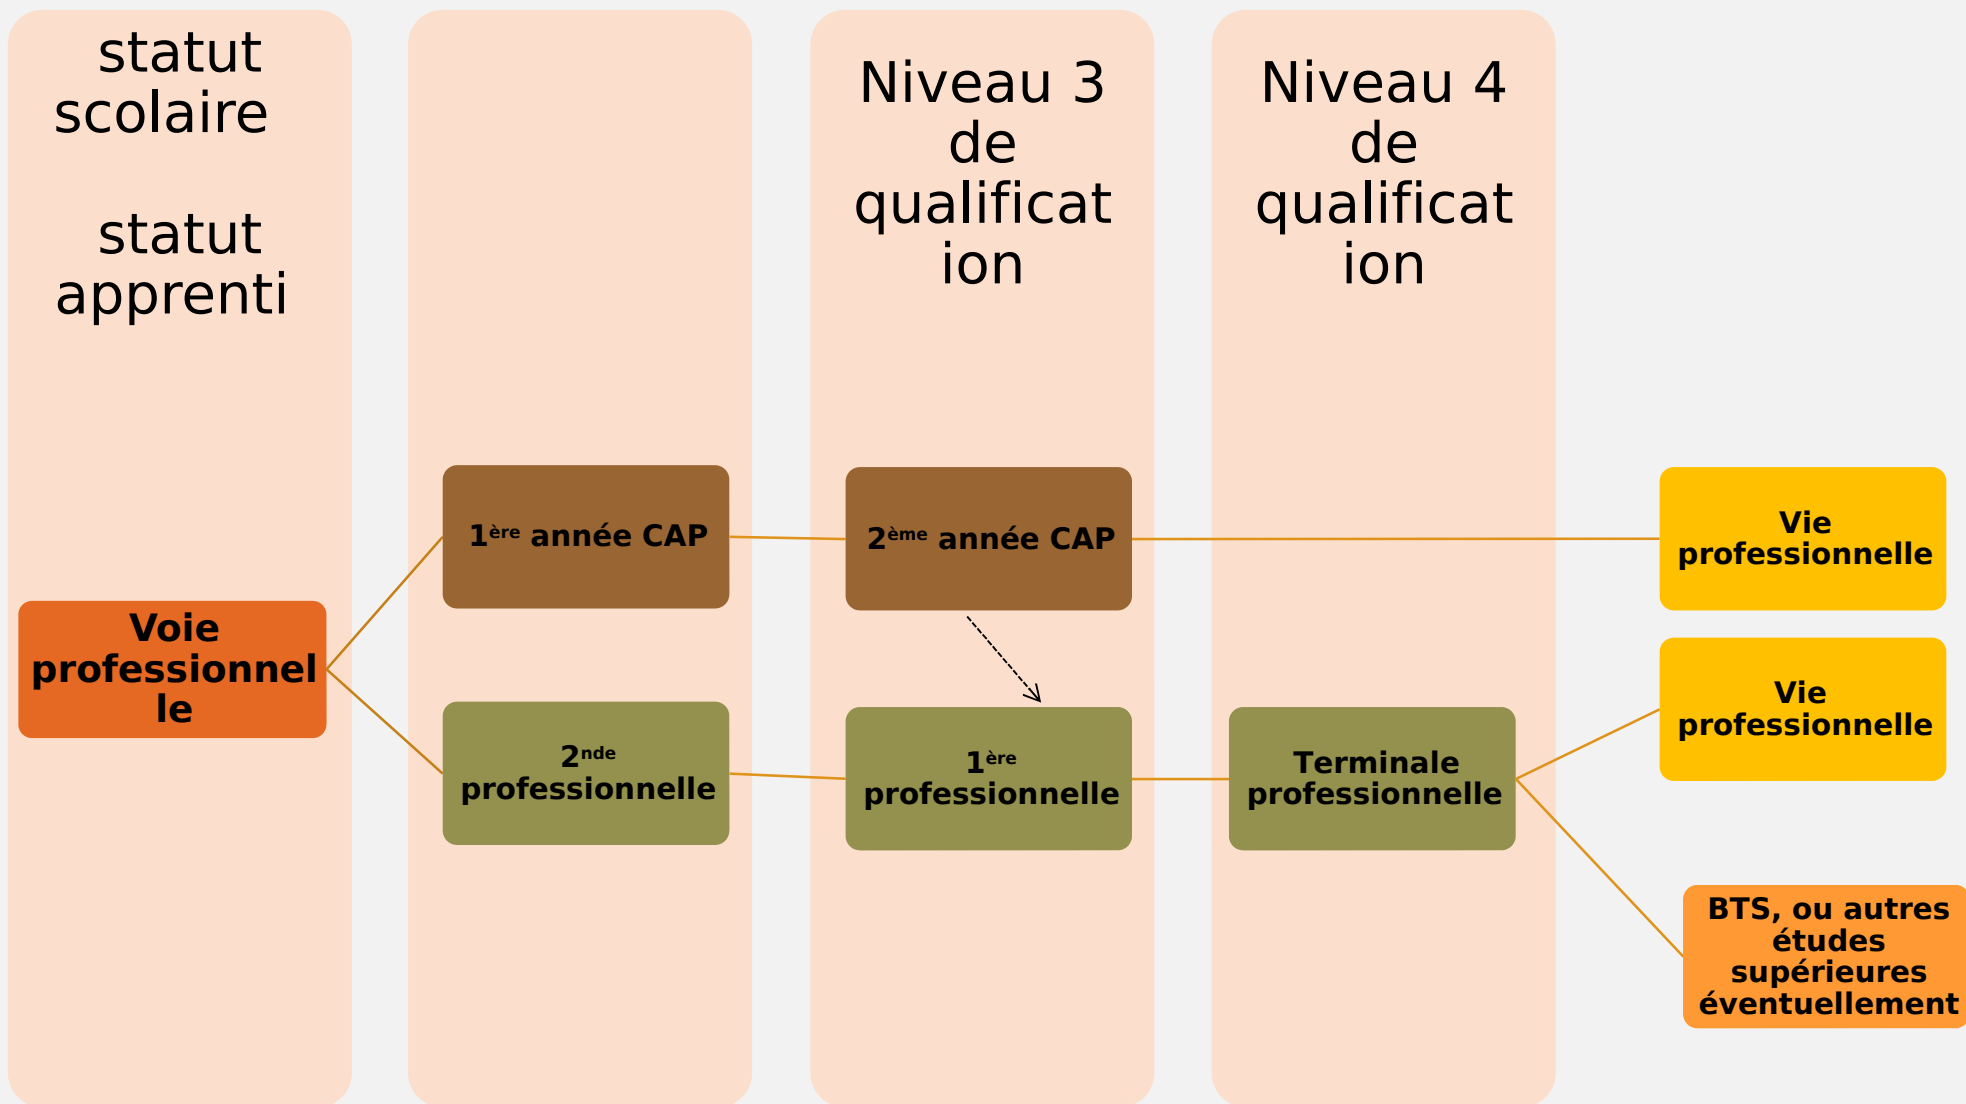 statut
scolaire
statut
apprenti
Niveau 3
de
qualificat
ion
Niveau 4
de
qualificat
ion
1ère année CAP
2ème année CAP
Vie
professionnelle
Voie
professionnel
le
Vie
professionnelle
2nde
professionnelle
1ère
professionnelle
Terminale
professionnelle
BTS, ou autres
études
supérieures
éventuellement